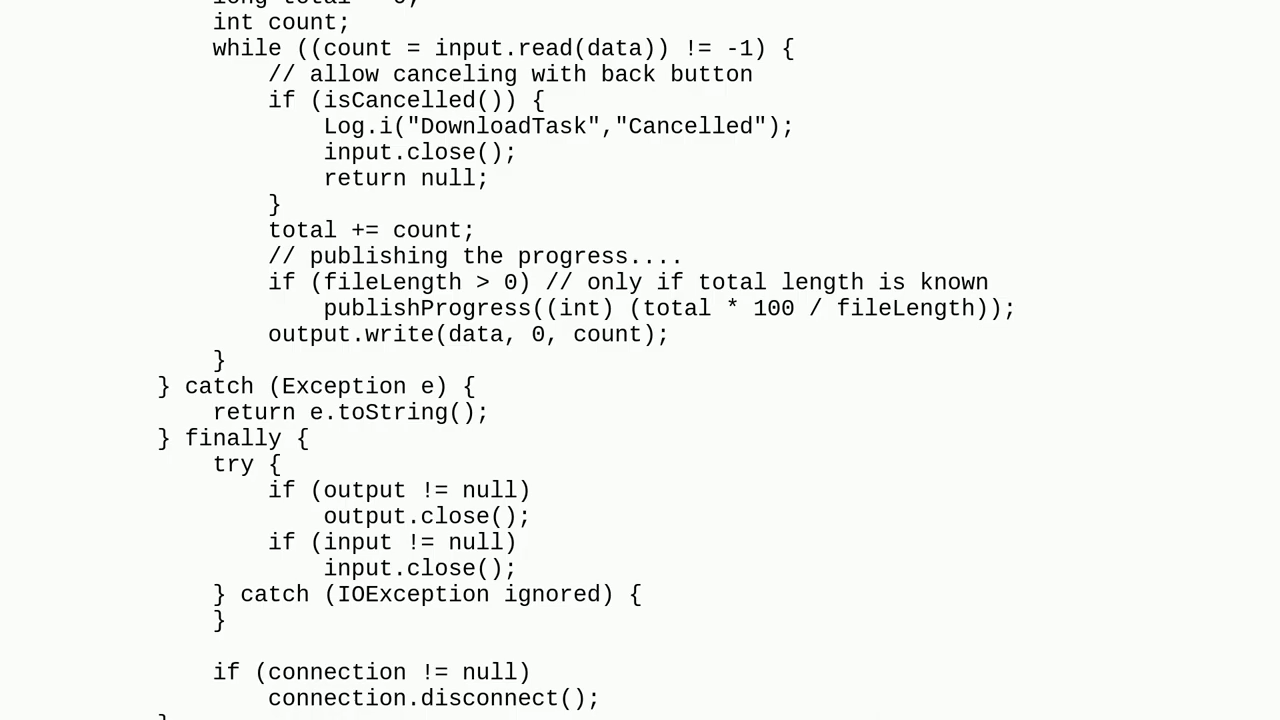 int count;
while ((count = input.read(data)) != -1) {
// allow canceling with back button
if (isCancelled()) {
Log.i("DownloadTask","Cancelled");
input.close();
return null;
}
total += count;
// publishing the progress....
if (fileLength > 0) // only if total length is known
publishProgress((int) (total * 100 / fileLength));
output.write(data, 0, count);
}
} catch (Exception e) {
return e.toString();
} finally {
try {
if (output != null)
output.close();
if (input != null)
input.close();
} catch (IOException ignored) {
}
if (connection != null)
connection.disconnect();